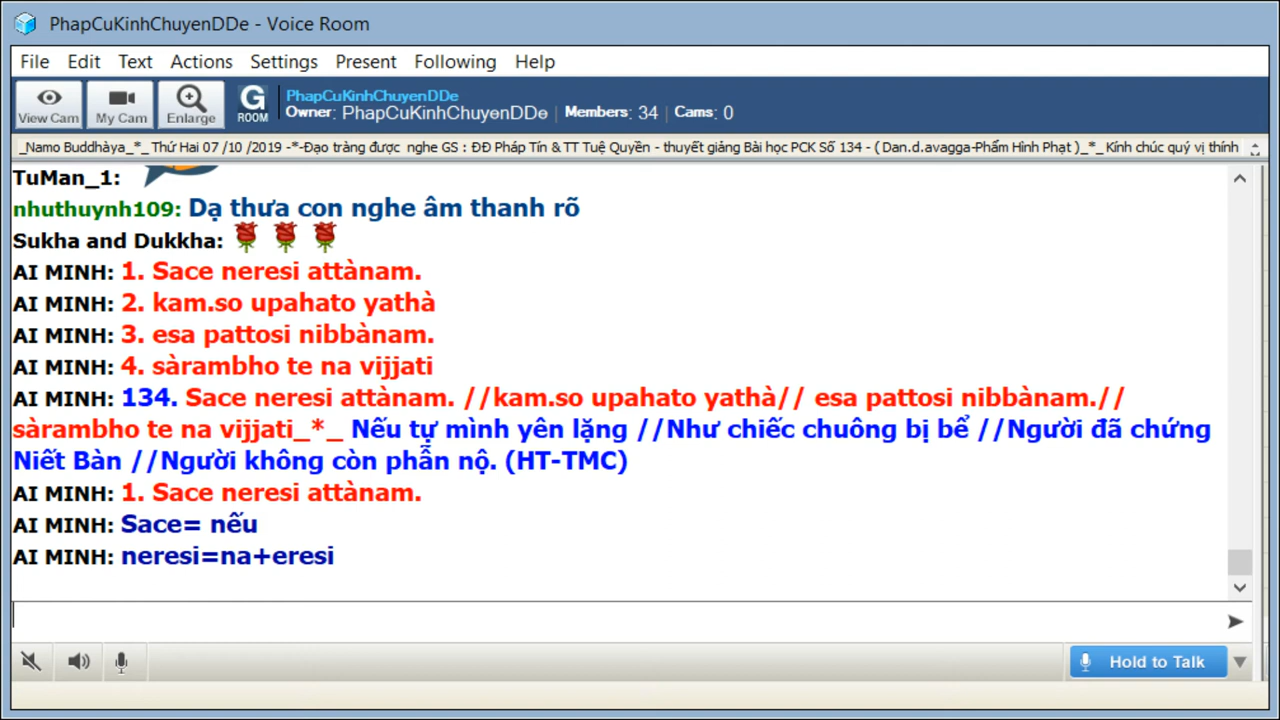 PhapCuKinhChuyenDDe - Voice Room
File Edit Text Actions Settings Present Following Help
View Cam My Cam Enlarge G ROOM PhapCuKinhChuyenDDe
Owner: PhapCuKinhChuyenDDe | Members: 34 | Cams: 0
_Namo Buddhàya_*_ Thứ Hai 07 /10 /2019 -*-Đạo tràng được nghe GS : ĐĐ Pháp Tín & TT Tuệ Quyền - thuyết giảng Bài học PCK Số 134 - ( Dan.d.avagga-Phẩm Hình Phạt )_*_ Kính chúc quý vị thính
TuMan_1:
nhuthuynh109: Dạ thưa con nghe âm thanh rõ
Sukha and Dukkha:
AI MINH: 1. Sace neresi attànam.
AI MINH: 2. kam.so upahato yathà
AI MINH: 3. esa pattosi nibbànam.
AI MINH: 4. sàrambho te na vijjati
AI MINH: 134. Sace neresi attànam. //kam.so upahato yathà// esa pattosi nibbànam.//
sàrambho te na vijjati_*_ Nếu tự mình yên lặng //Như chiếc chuông bị bể //Người đã chứng
Niết Bàn //Người không còn phẫn nộ. (HT-TMC)
AI MINH: 1. Sace neresi attànam.
AI MINH: Sace= nếu
AI MINH: neresi=na+eresi
Hold to Talk